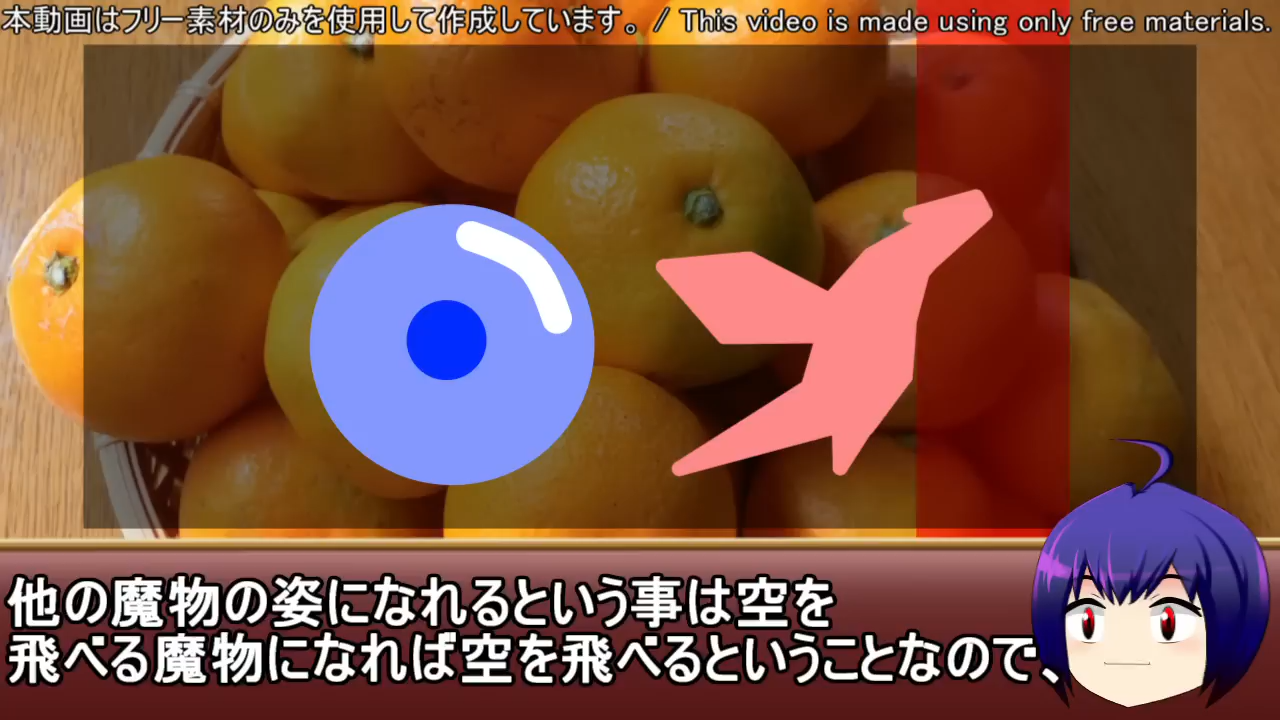 本動画はフリー素材のみを使用して作成しています。 / This video is made using only free materials.
他の魔物の姿になれるという事は空を
飛べる魔物になれば空を飛べるということなので、